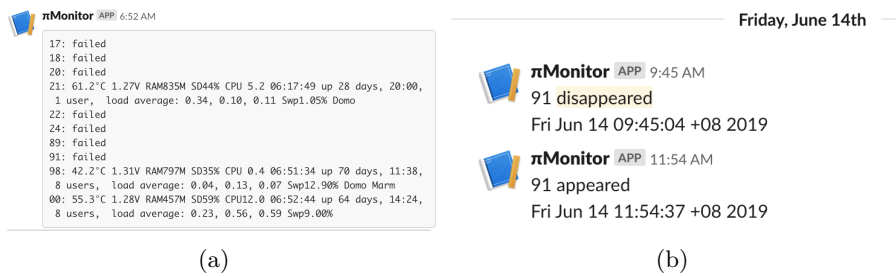 πMonitor APP 6:52 AM
17: failed
18: failed
20: failed
21: 61.2°C 1.27V RAM835M SD44% CPU 5.2 06:17:49 up 28 days, 20:00,
1 user, load average: 0.34, 0.10, 0.11 Swp1.05% Domo
22: failed
24: failed
89: failed
91: failed
98: 42.2°C 1.31V RAM797M SD35% CPU 0.4 06:51:34 up 70 days, 11:38,
8 users, load average: 0.04, 0.13, 0.07 Swp12.90% Domo Marm
00: 55.3°C 1.28V RAM457M SD59% CPU12.0 06:52:44 up 64 days, 14:24,
8 users, load average: 0.23, 0.56, 0.59 Swp9.00%
(a)
Friday, June 14th
πMonitor APP 9:45 AM
91 disappeared
Fri Jun 14 09:45:04 +08 2019
πMonitor APP 11:54 AM
91 appeared
Fri Jun 14 11:54:37 +08 2019
(b)